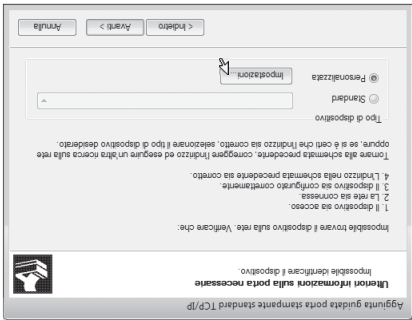 Aggiunta guidata porta stampante standard TCP/IP
Ulteriori informazioni sulla porta necessarie
Impossibile identificare il dispositivo.
Impossibile trovare il dispositivo sulla rete. Verificare che:
1. Il dispositivo sia acceso.
2. La rete sia connessa.
3. Il dispositivo sia configurato correttamente.
4. L'indirizzo nella schermata precedente sia corretto.
Tornare alla schermata precedente, correggere l'indirizzo ed eseguire un'altra ricerca sulla rete
oppure, se si è certi che l'indirizzo sia corretto, selezionare il tipo di dispositivo desiderato.
Tipo di dispositivo
Standard
Personalizzata
Impostazioni...
< Indietro
Avanti >
Annulla